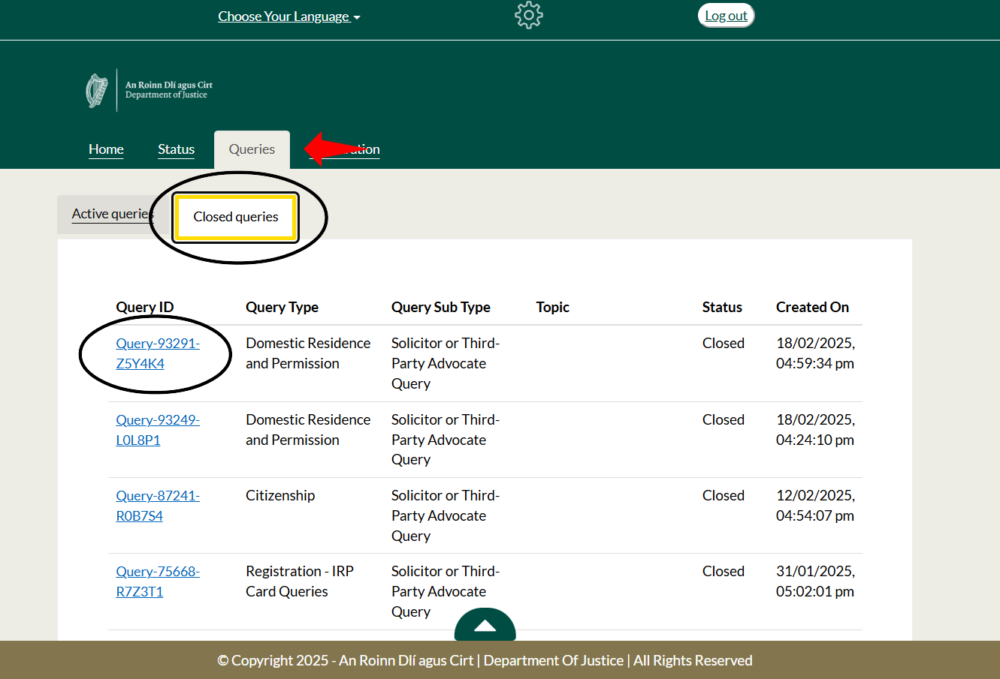 Choose Your Language
Log out
An Roinn Dlí agus Cirt
Department of Justice
Home Status Queries
Active queries Closed queries
Query ID Query Type Query Sub Type Topic Status Created On
Query-93291- Domestic Residence Solicitor or Third- Closed 18/02/2025,
Z5Y4K4 and Permission Party Advocate 04:59:34 pm
Query
Query-93249- Domestic Residence Solicitor or Third- Closed 18/02/2025,
L0L8P1 and Permission Party Advocate 04:24:10 pm
Query
Query-87241- Citizenship Solicitor or Third- Closed 12/02/2025,
R0B7S4 Party Advocate 04:54:07 pm
Query
Query-75668- Registration - IRP Solicitor or Third- Closed 31/01/2025,
R7Z3T1 Card Queries Party Advocate 05:02:01 pm
Query
© Copyright 2025 - An Roinn Dlí agus Cirt | Department Of Justice | All Rights Reserved